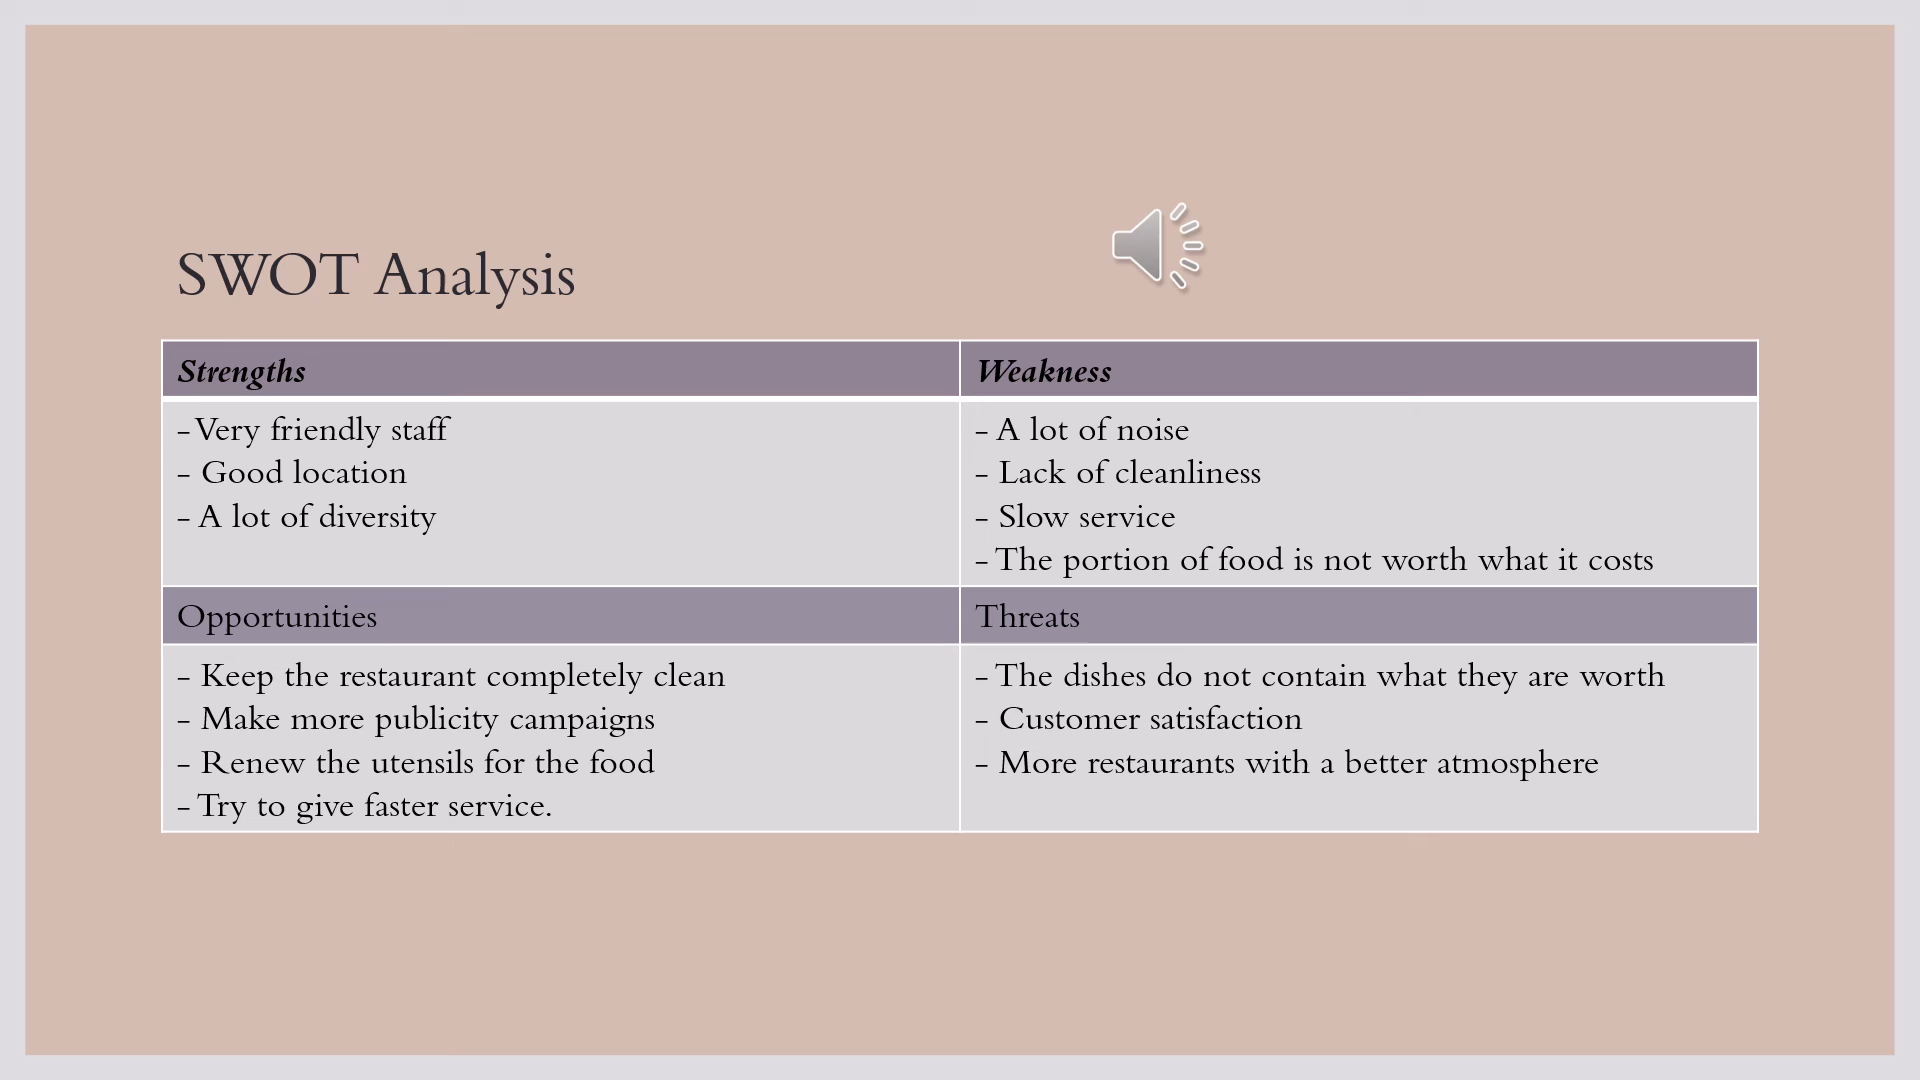 SWOT Analysis
Strengths
Weakness
- Very friendly staff
- Good location
- A lot of diversity
- A lot of noise
- Lack of cleanliness
- Slow service
- The portion of food is not worth what it costs
Opportunities
Threats
- Keep the restaurant completely clean
- Make more publicity campaigns
- Renew the utensils for the food
- Try to give faster service.
- The dishes do not contain what they are worth
- Customer satisfaction
- More restaurants with a better atmosphere